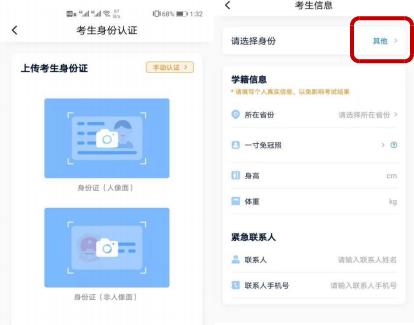 68% 1:32
考生身份认证
上传考生身份证
手动认证 >
身份证（人像面）
身份证（非人像面）
考生信息
请选择身份
其他 >
学籍信息
* 请填写个人真实信息，以免影响考试结果
所在省份
请选择所在省份 >
一寸免冠照
>
身高
cm
体重
kg
紧急联系人
联系人
请输入联系人姓名
联系人手机号
请输入联系人手机号